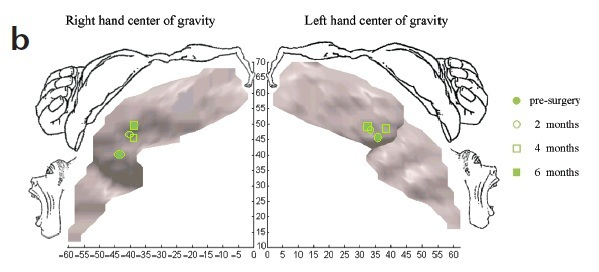 Right hand center of gravity
Left hand center of gravity
b
70
65
60
55
50
45
40
35
30
25
20
15
10
-60 -55 -50 -45 -40 -35 -30 -25 -20 -15 -10 -5 0
0 5 10 15 20 25 30 35 40 45 50 55 60
pre-surgery
2 months
4 months
6 months